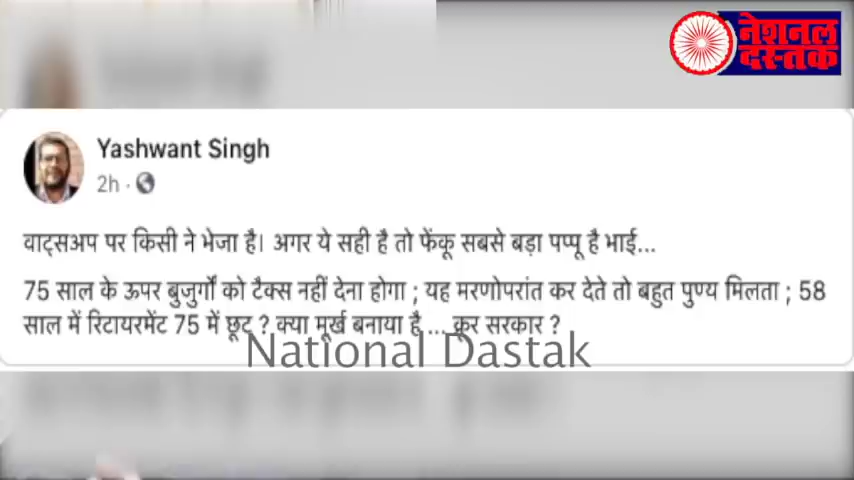 नेशनल
दस्तक
Yashwant Singh
2h ·
वाट्सअप पर किसी ने भेजा है। अगर ये सही है तो फेंकू सबसे बड़ा पप्पू है भाई...
75 साल के ऊपर बुजुर्गों को टैक्स नहीं देना होगा ; यह मरणोपरांत कर देते तो बहुत पुण्य मिलता ; 58
साल में रिटायरमेंट 75 में छूट ? क्या मूर्ख बनाया है ... क्रूर सरकार ?
National Dastak